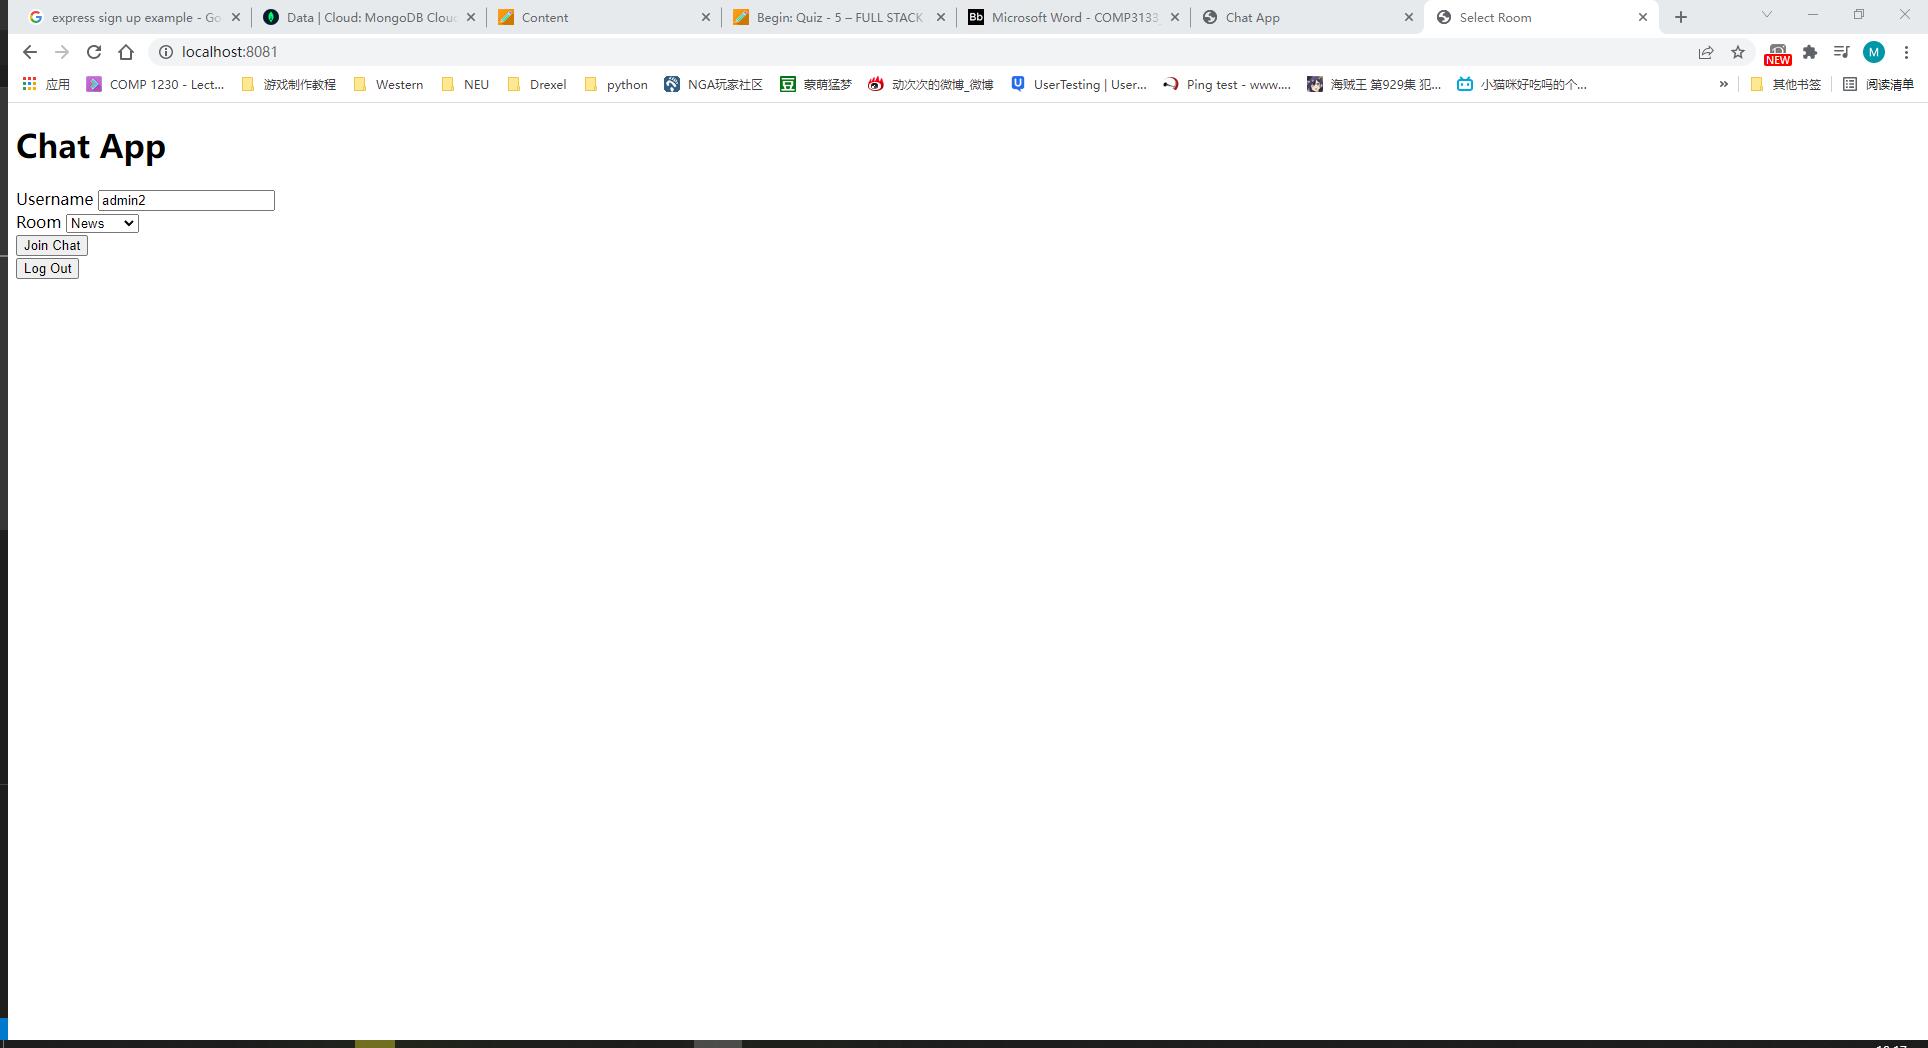 express sign up example - Go
Data | Cloud: MongoDB Cloud
Content
Begin: Quiz - 5 – FULL STACK
Bb Microsoft Word - COMP3133_
Chat App
Select Room
localhost:8081
NEW
M
应用
COMP 1230 - Lect...
游戏制作教程
Western
NEU
Drexel
python
NGA玩家社区
豆 蒙萌猛梦
动次次的微博_微博
UserTesting | User...
Ping test - www....
海贼王 第929集 犯...
小猫咪好吃吗的个...
»
其他书签
阅读清单
Chat App
Username admin2
Room News
Join Chat
Log Out